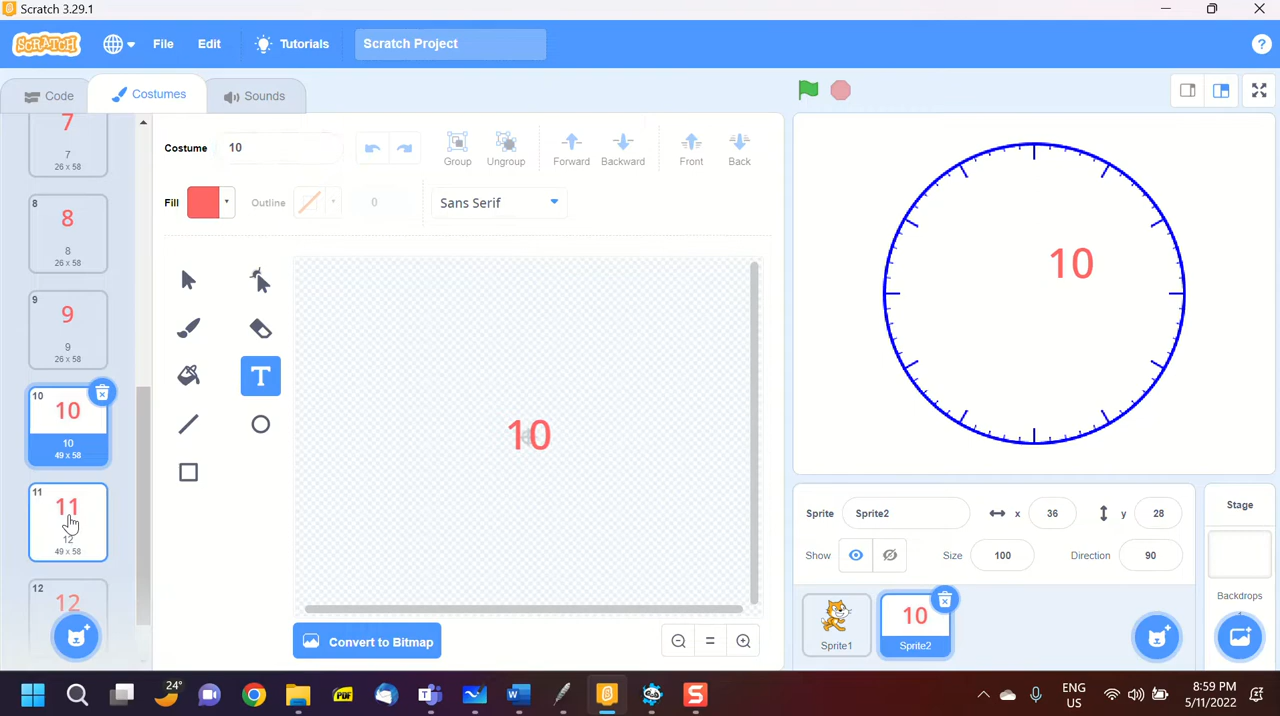 Scratch 3.29.1
SCRATCH File Edit Tutorials Scratch Project ?
Code Costumes Sounds
7
7
26 x 58
8
8
8
26 x 58
9
9
9
26 x 58
10
10
10
49 x 58
11
11
12
49 x 58
12
12
Costume 10 Group Ungroup Forward Backward Front Back
Fill Outline 0 Sans Serif
T
10
Convert to Bitmap
10
Sprite Sprite2 x 36 y 28
Show Size 100 Direction 90
Sprite1
10
Sprite2
Stage
Backdrops
24°
PDF
S
ENG
US
8:59 PM
5/11/2022